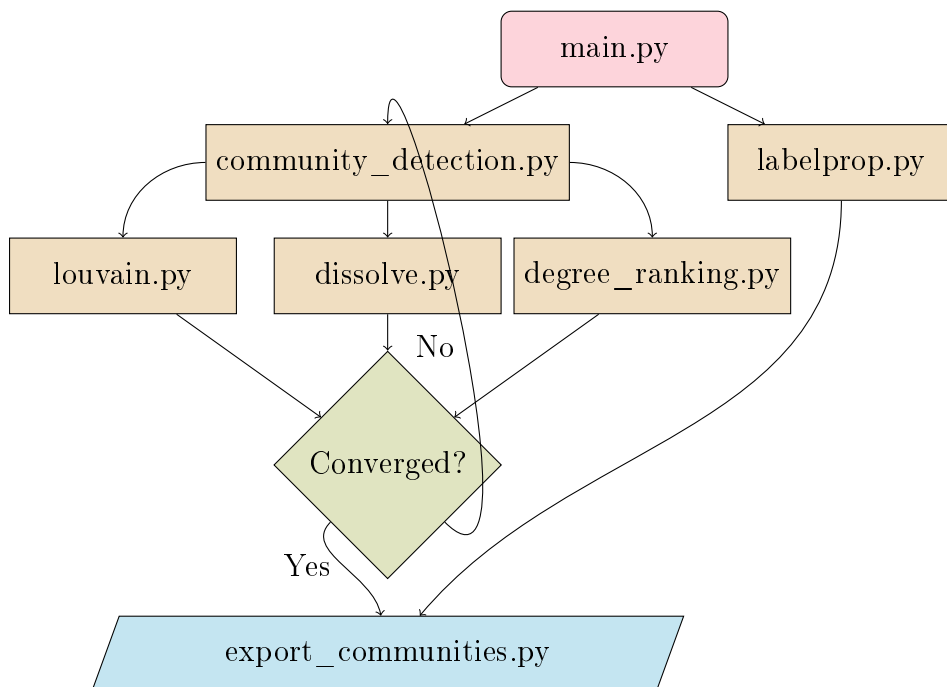 main.py
community_detection.py
labelprop.py
louvain.py
dissolve.py
degree_ranking.py
No
Converged?
Yes
export_communities.py